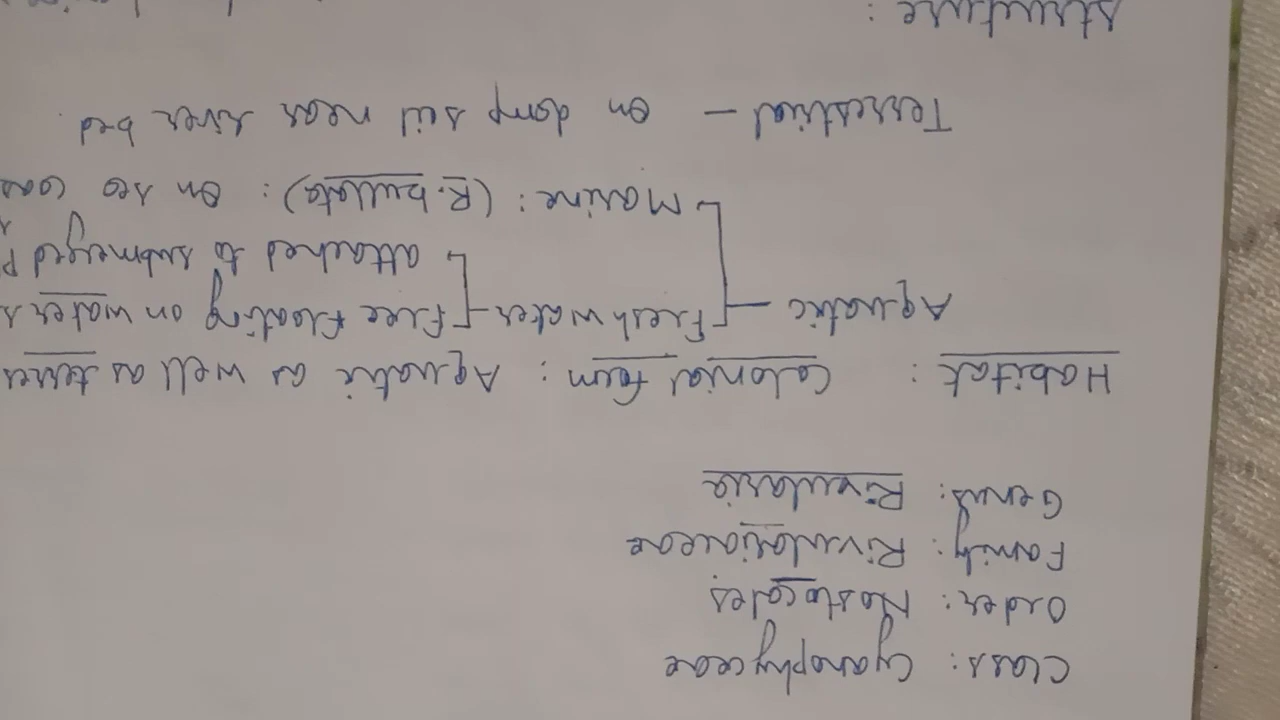 Class: Cyanophyceae
Order: Nostocales
Family: Rivulariaceae
Genus: Rivularia
Habitat: Colonial form: Aquatic as well as terres
Aquatic — Fresh water — Free floating on water s
↳ attached to submerged P
↳ Marine: (R. bullata): on sea coas
Terrestrial — on damp soil near river bed.
Structure: